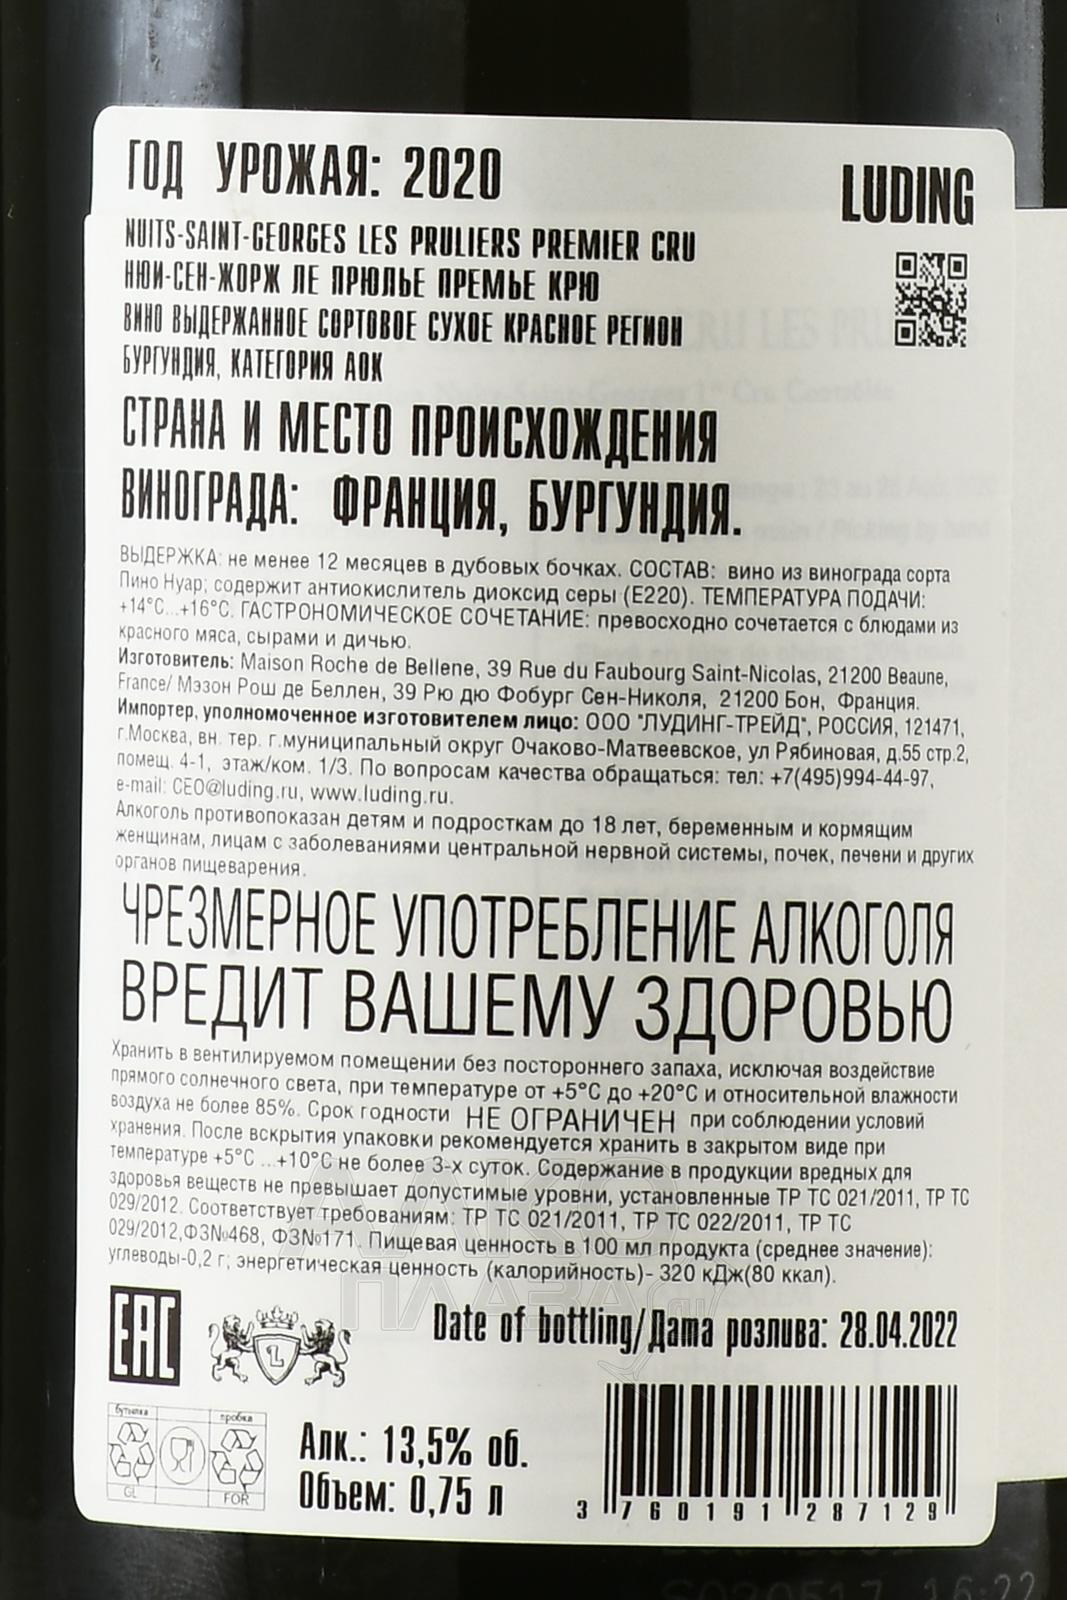 ГОД УРОЖАЯ: 2020
LUDING
NUITS-SAINT-GEORGES LES PRULIERS PREMIER CRU
НЮИ-СЕН-ЖОРЖ ЛЕ ПРЮЛЬЕ ПРЕМЬЕ КРЮ
ВИНО ВЫДЕРЖАННОЕ СОРТОВОЕ СУХОЕ КРАСНОЕ РЕГИОН
БУРГУНДИЯ, КАТЕГОРИЯ АОК
СТРАНА И МЕСТО ПРОИСХОЖДЕНИЯ
ВИНОГРАДА: ФРАНЦИЯ, БУРГУНДИЯ.
ВЫДЕРЖКА: не менее 12 месяцев в дубовых бочках. СОСТАВ: вино из винограда сорта
Пино Нуар; содержит антиокислитель диоксид серы (Е220). ТЕМПЕРАТУРА ПОДАЧИ:
+14°С...+16°С. ГАСТРОНОМИЧЕСКОЕ СОЧЕТАНИЕ: превосходно сочетается с блюдами из
красного мяса, сырами и дичью.
Изготовитель: Maison Roche de Bellene, 39 Rue du Faubourg Saint-Nicolas, 21200 Beaune,
France/ Мэзон Рош де Беллен, 39 Рю дю Фобург Сен-Николя, 21200 Бон, Франция.
Импортер, уполномоченное изготовителем лицо: ООО "ЛУДИНГ-ТРЕЙД", РОССИЯ, 121471,
г.Москва, вн. тер. г.муниципальный округ Очаково-Матвеевское, ул Рябиновая, д.55 стр.2,
помещ. 4-1, этаж/ком. 1/3. По вопросам качества обращаться: тел: +7(495)994-44-97,
e-mail: CEO@luding.ru, www.luding.ru.
Алкоголь противопоказан детям и подросткам до 18 лет, беременным и кормящим
женщинам, лицам с заболеваниями центральной нервной системы, почек, печени и других
органов пищеварения.
ЧРЕЗМЕРНОЕ УПОТРЕБЛЕНИЕ АЛКОГОЛЯ
ВРЕДИТ ВАШЕМУ ЗДОРОВЬЮ
Хранить в вентилируемом помещении без постороннего запаха, исключая воздействие
прямого солнечного света, при температуре от +5°С до +20°С и относительной влажности
воздуха не более 85%. Срок годности НЕ ОГРАНИЧЕН при соблюдении условий
хранения. После вскрытия упаковки рекомендуется хранить в закрытом виде при
температуре +5°С ...+10°С не более 3-х суток. Содержание в продукции вредных для
здоровья веществ не превышает допустимые уровни, установленные ТР ТС 021/2011, ТР ТС
029/2012. Соответствует требованиям: ТР ТС 021/2011, ТР ТС 022/2011, ТР ТС
029/2012,ФЗ№468, ФЗ№171. Пищевая ценность в 100 мл продукта (среднее значение):
углеводы-0,2 г; энергетическая ценность (калорийность)- 320 кДж(80 ккал).
АЛКО
ПЛАЗА.ru
EAC
L
Date of bottling/Дата розлива: 28.04.2022
бутылка
пробка
GL
FOR
Алк.: 13,5% об.
Объем: 0,75 л
3 760191 287129